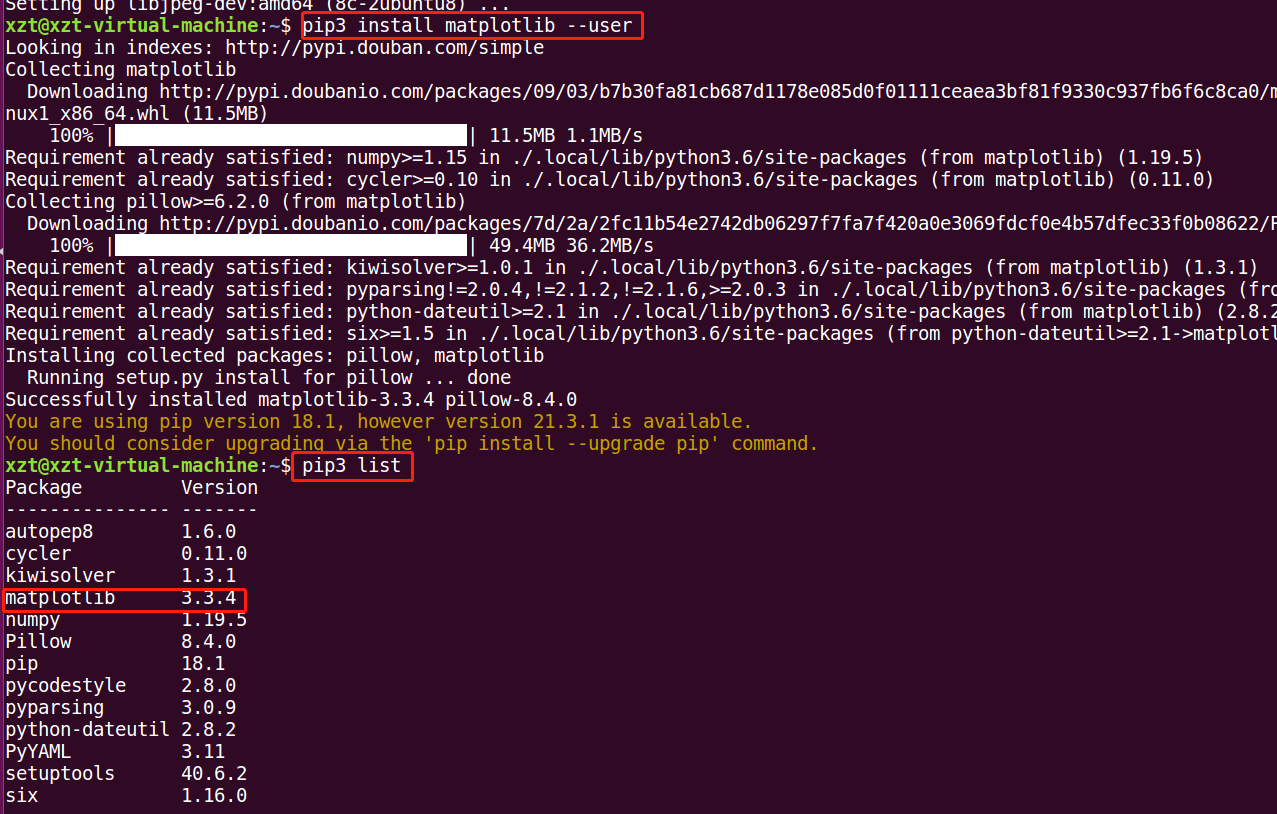 Setting up libjpeg-dev:amd64 (8c-2ubuntu8) ...
xzt@xzt-virtual-machine:~$ pip3 install matplotlib --user
Looking in indexes: http://pypi.douban.com/simple
Collecting matplotlib
  Downloading http://pypi.doubanio.com/packages/09/03/b7b30fa81cb687d1178e085d0f01111ceaea3bf81f9330c937fb6f6c8ca0/m
nux1_x86_64.whl (11.5MB)
    100% |                                | 11.5MB 1.1MB/s
Requirement already satisfied: numpy>=1.15 in ./.local/lib/python3.6/site-packages (from matplotlib) (1.19.5)
Requirement already satisfied: cycler>=0.10 in ./.local/lib/python3.6/site-packages (from matplotlib) (0.11.0)
Collecting pillow>=6.2.0 (from matplotlib)
  Downloading http://pypi.doubanio.com/packages/7d/2a/2fc11b54e2742db06297f7fa7f420a0e3069fdcf0e4b57dfec33f0b08622/P
    100% |                                | 49.4MB 36.2MB/s
Requirement already satisfied: kiwisolver>=1.0.1 in ./.local/lib/python3.6/site-packages (from matplotlib) (1.3.1)
Requirement already satisfied: pyparsing!=2.0.4,!=2.1.2,!=2.1.6,>=2.0.3 in ./.local/lib/python3.6/site-packages (fro
Requirement already satisfied: python-dateutil>=2.1 in ./.local/lib/python3.6/site-packages (from matplotlib) (2.8.2
Requirement already satisfied: six>=1.5 in ./.local/lib/python3.6/site-packages (from python-dateutil>=2.1->matplotl
Installing collected packages: pillow, matplotlib
  Running setup.py install for pillow ... done
Successfully installed matplotlib-3.3.4 pillow-8.4.0
You are using pip version 18.1, however version 21.3.1 is available.
You should consider upgrading via the 'pip install --upgrade pip' command.
xzt@xzt-virtual-machine:~$ pip3 list
Package         Version
--------------- -------
autopep8        1.6.0
cycler          0.11.0
kiwisolver      1.3.1
matplotlib      3.3.4
numpy           1.19.5
Pillow          8.4.0
pip             18.1
pycodestyle     2.8.0
pyparsing       3.0.9
python-dateutil 2.8.2
PyYAML          3.11
setuptools      40.6.2
six             1.16.0